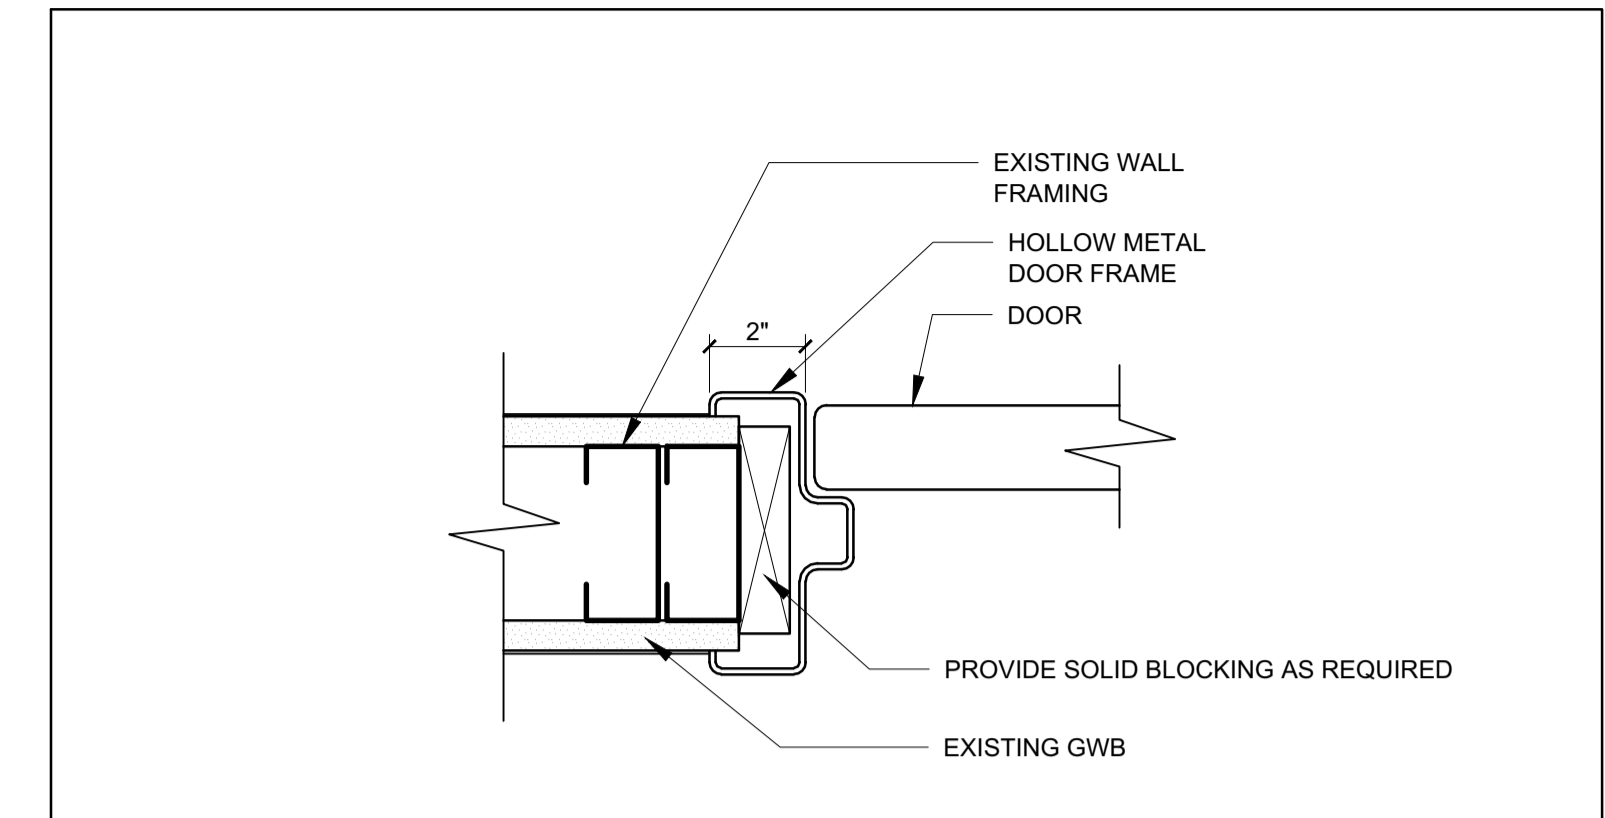 EXISTING WALL
FRAMING
HOLLOW METAL
DOOR FRAME
DOOR
2"
PROVIDE SOLID BLOCKING AS REQUIRED
EXISTING GWB